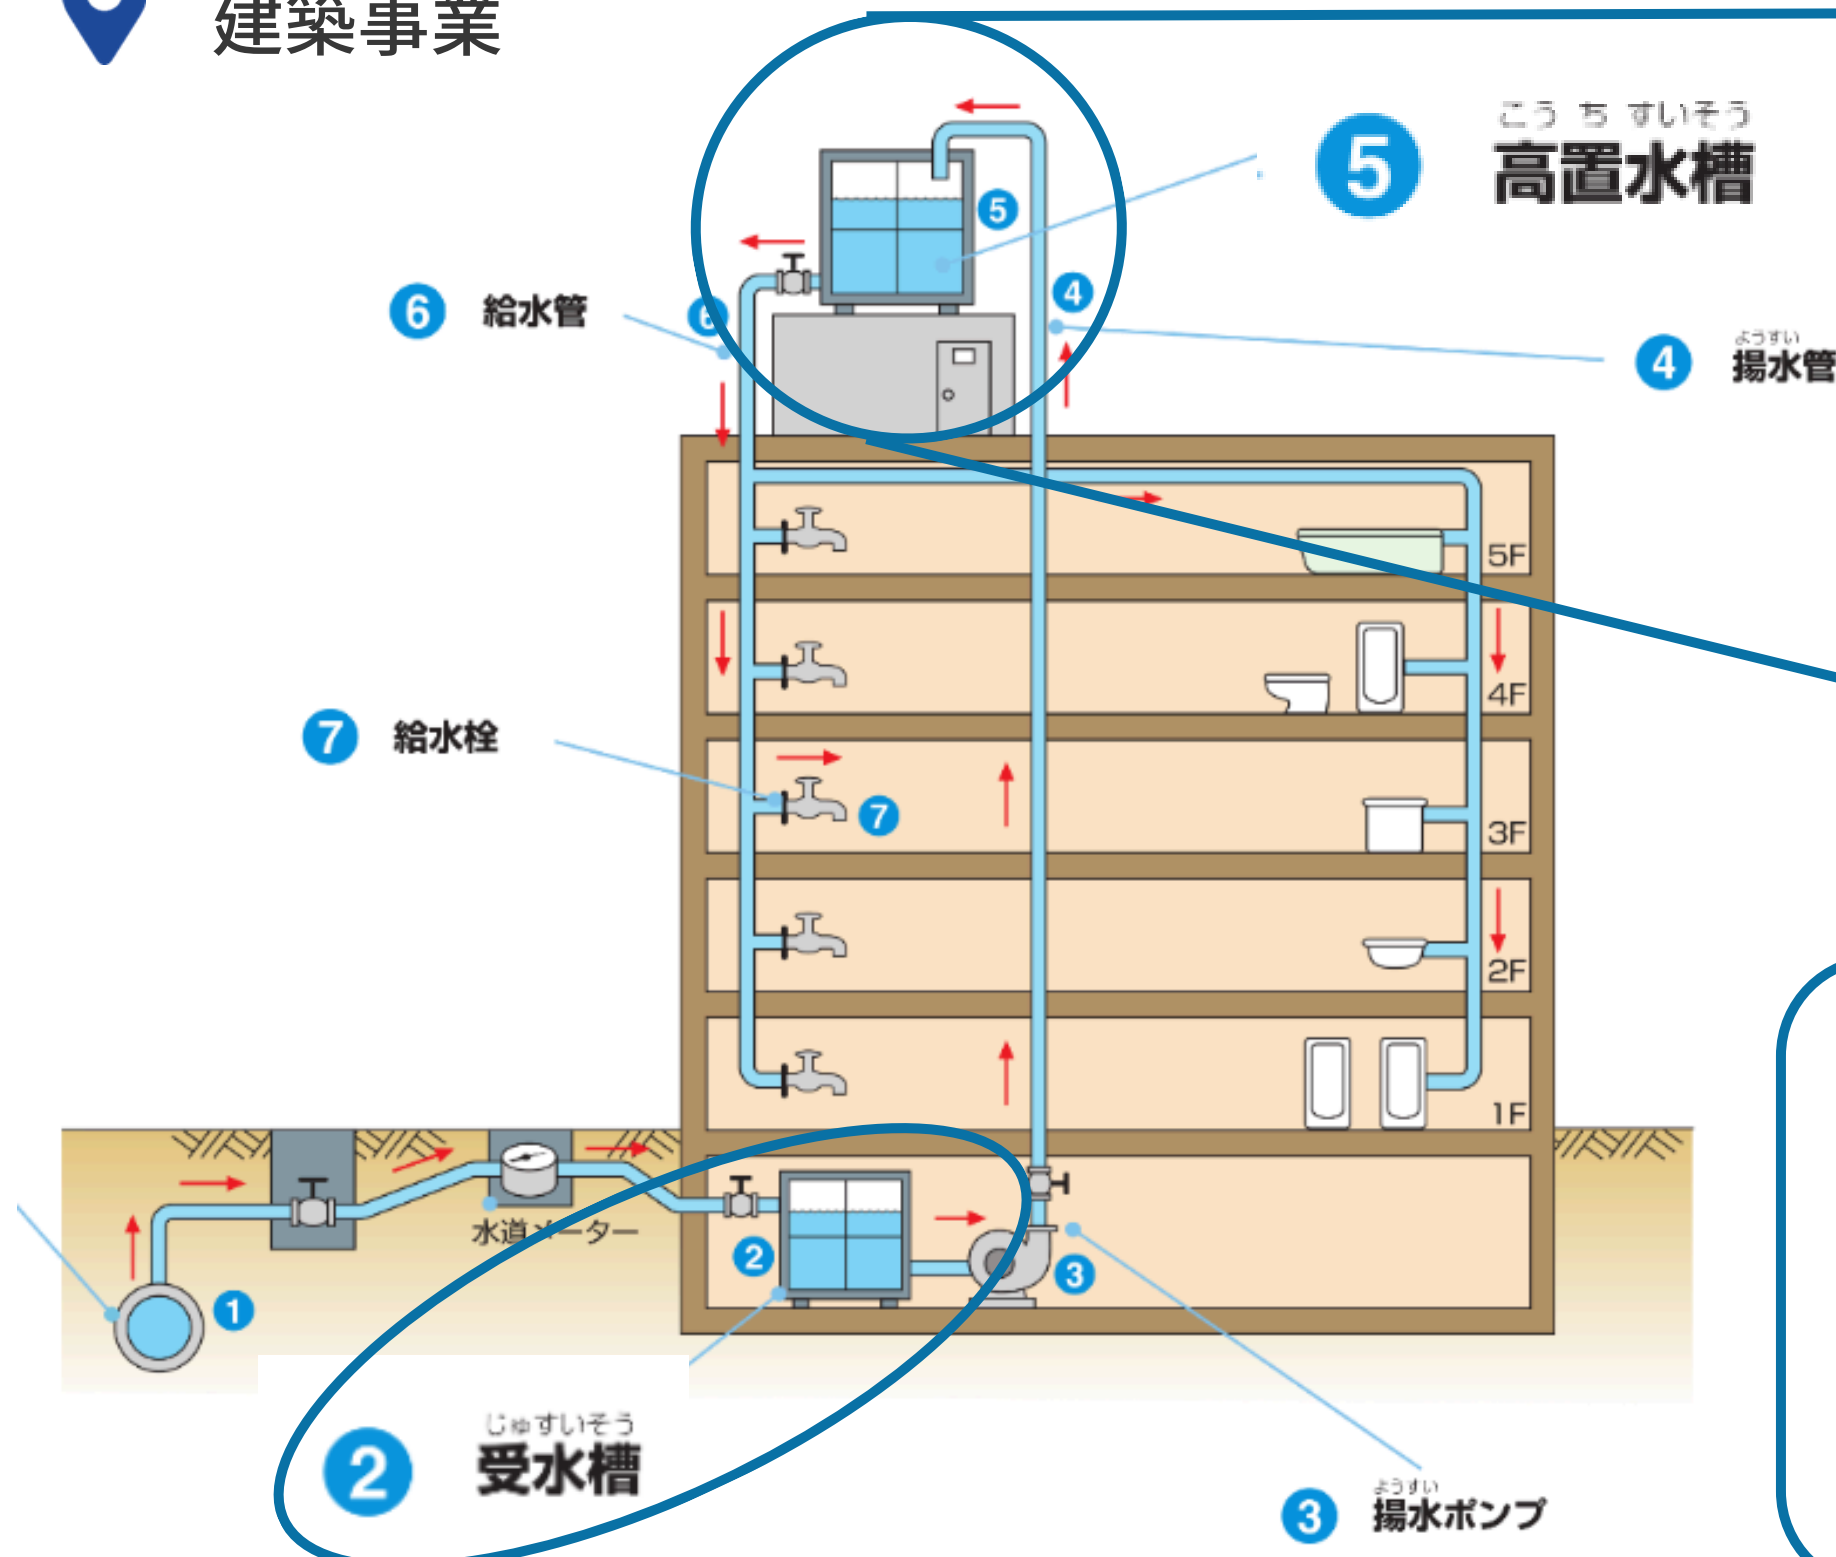 建築事業
こうちすいそう
5 高置水槽
5
4
6 給水管
6
ようすい
4 揚水管
5F
4F
7 給水栓
7
3F
2F
1F
水道メーター
2
3
1
じゅすいそう
2 受水槽
ようすい
3 揚水ポンプ